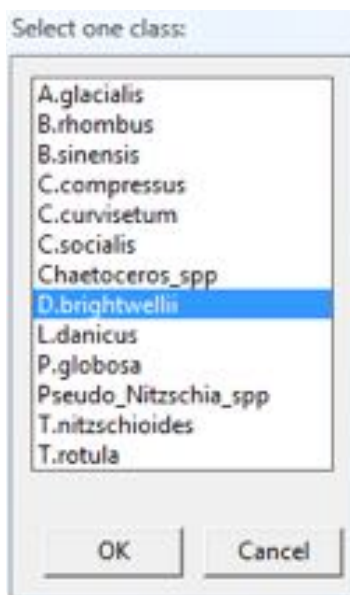 Select one class:
A.glacialis
B.rhombus
B.sinensis
C.compressus
C.curvisetum
C.socialis
Chaetoceros_spp
D.brightwellii
L.danicus
P.globosa
Pseudo_Nitzschia_spp
T.nitzschioides
T.rotula
OK Cancel